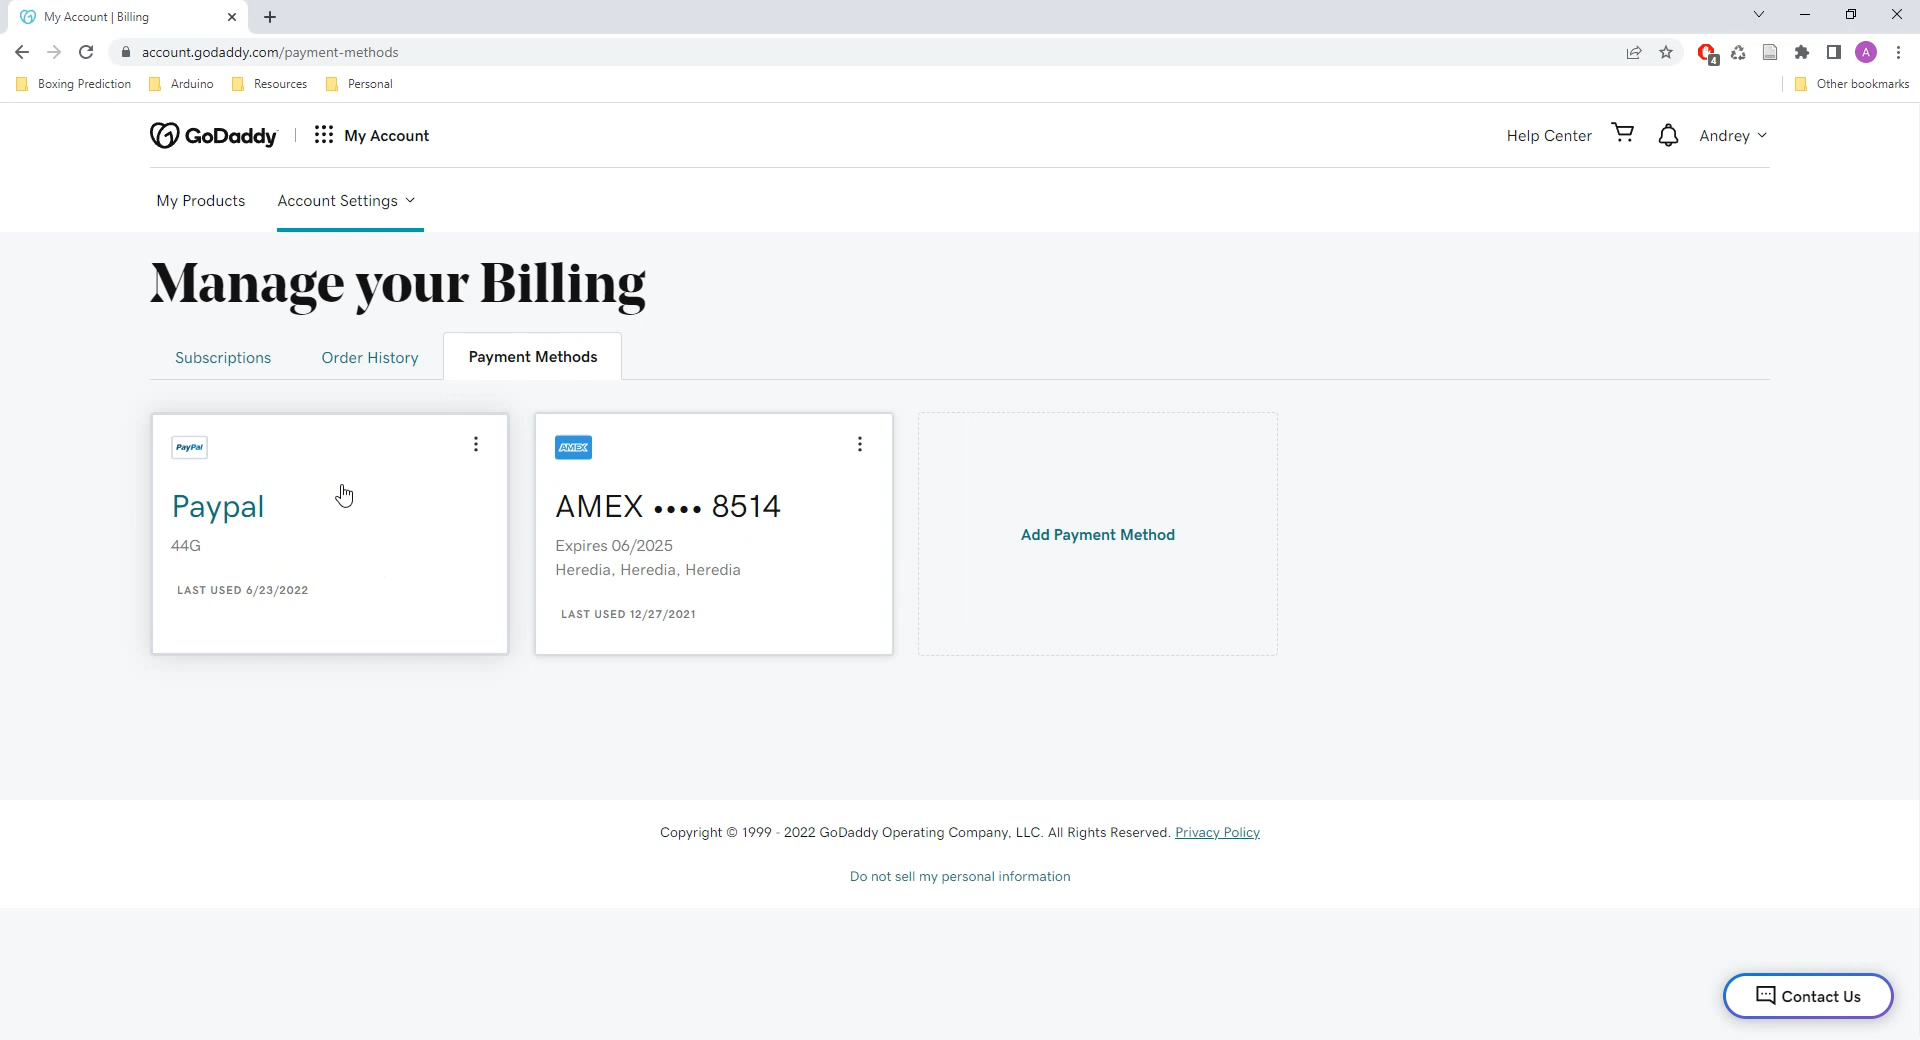 My Account | Billing
account.godaddy.com/payment-methods
4
A
Boxing Prediction
Arduino
Resources
Personal
Other bookmarks
GoDaddy
My Account
Help Center
Andrey
My Products
Account Settings
Manage your Billing
Subscriptions
Order History
Payment Methods
PayPal
Paypal
44G
LAST USED 6/23/2022
AMEX
AMEX •••• 8514
Expires 06/2025
Heredia, Heredia, Heredia
LAST USED 12/27/2021
Add Payment Method
Copyright © 1999 - 2022 GoDaddy Operating Company, LLC. All Rights Reserved. Privacy Policy
Do not sell my personal information
Contact Us